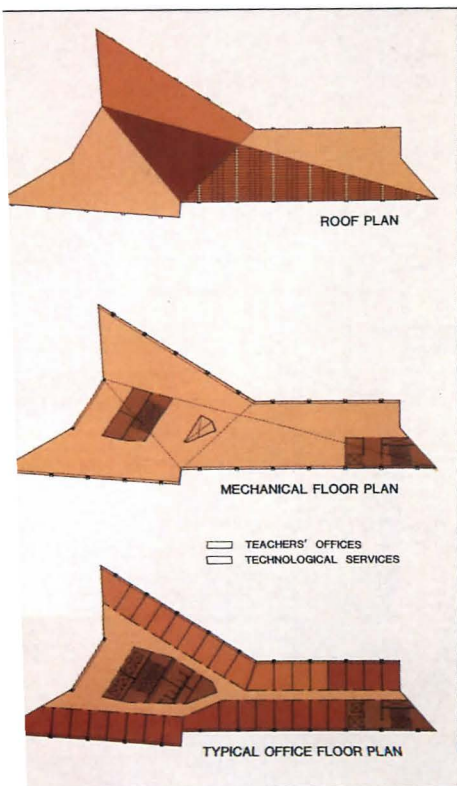 ROOF PLAN
MECHANICAL FLOOR PLAN
TEACHERS' OFFICES
TECHNOLOGICAL SERVICES
TYPICAL OFFICE FLOOR PLAN